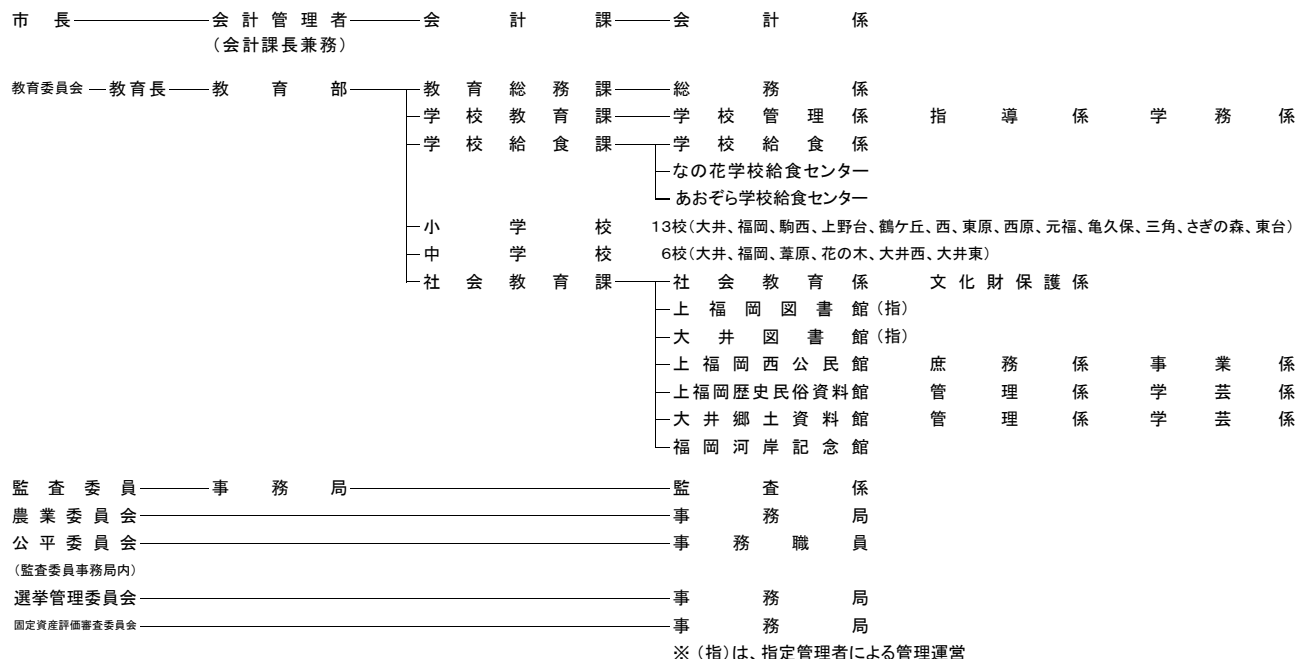 市長 会計管理者 会計課 会計係
（会計課長兼務）
教育委員会 教育長 教育部 教育総務課 総務係
学校教育課 学校管理係 指導係 学務係
学校給食課 学校給食係
なの花学校給食センター
あおぞら学校給食センター
小学校 13校（大井、福岡、駒西、上野台、鶴ケ丘、西、東原、西原、元福、亀久保、三角、さぎの森、東台）
中学校 6校（大井、福岡、葦原、花の木、大井西、大井東）
社会教育課 社会教育係 文化財保護係
上福岡図書館（指）
大井図書館（指）
上福岡西公民館 庶務係 事業係
上福岡歴史民俗資料館 管理係 学芸係
大井郷土資料館 管理係 学芸係
福岡河岸記念館
監査委員 事務局 監査係
農業委員会 事務局
公平委員会 事務職員
（監査委員事務局内）
選挙管理委員会 事務局
固定資産評価審査委員会 事務局
※（指）は、指定管理者による管理運営